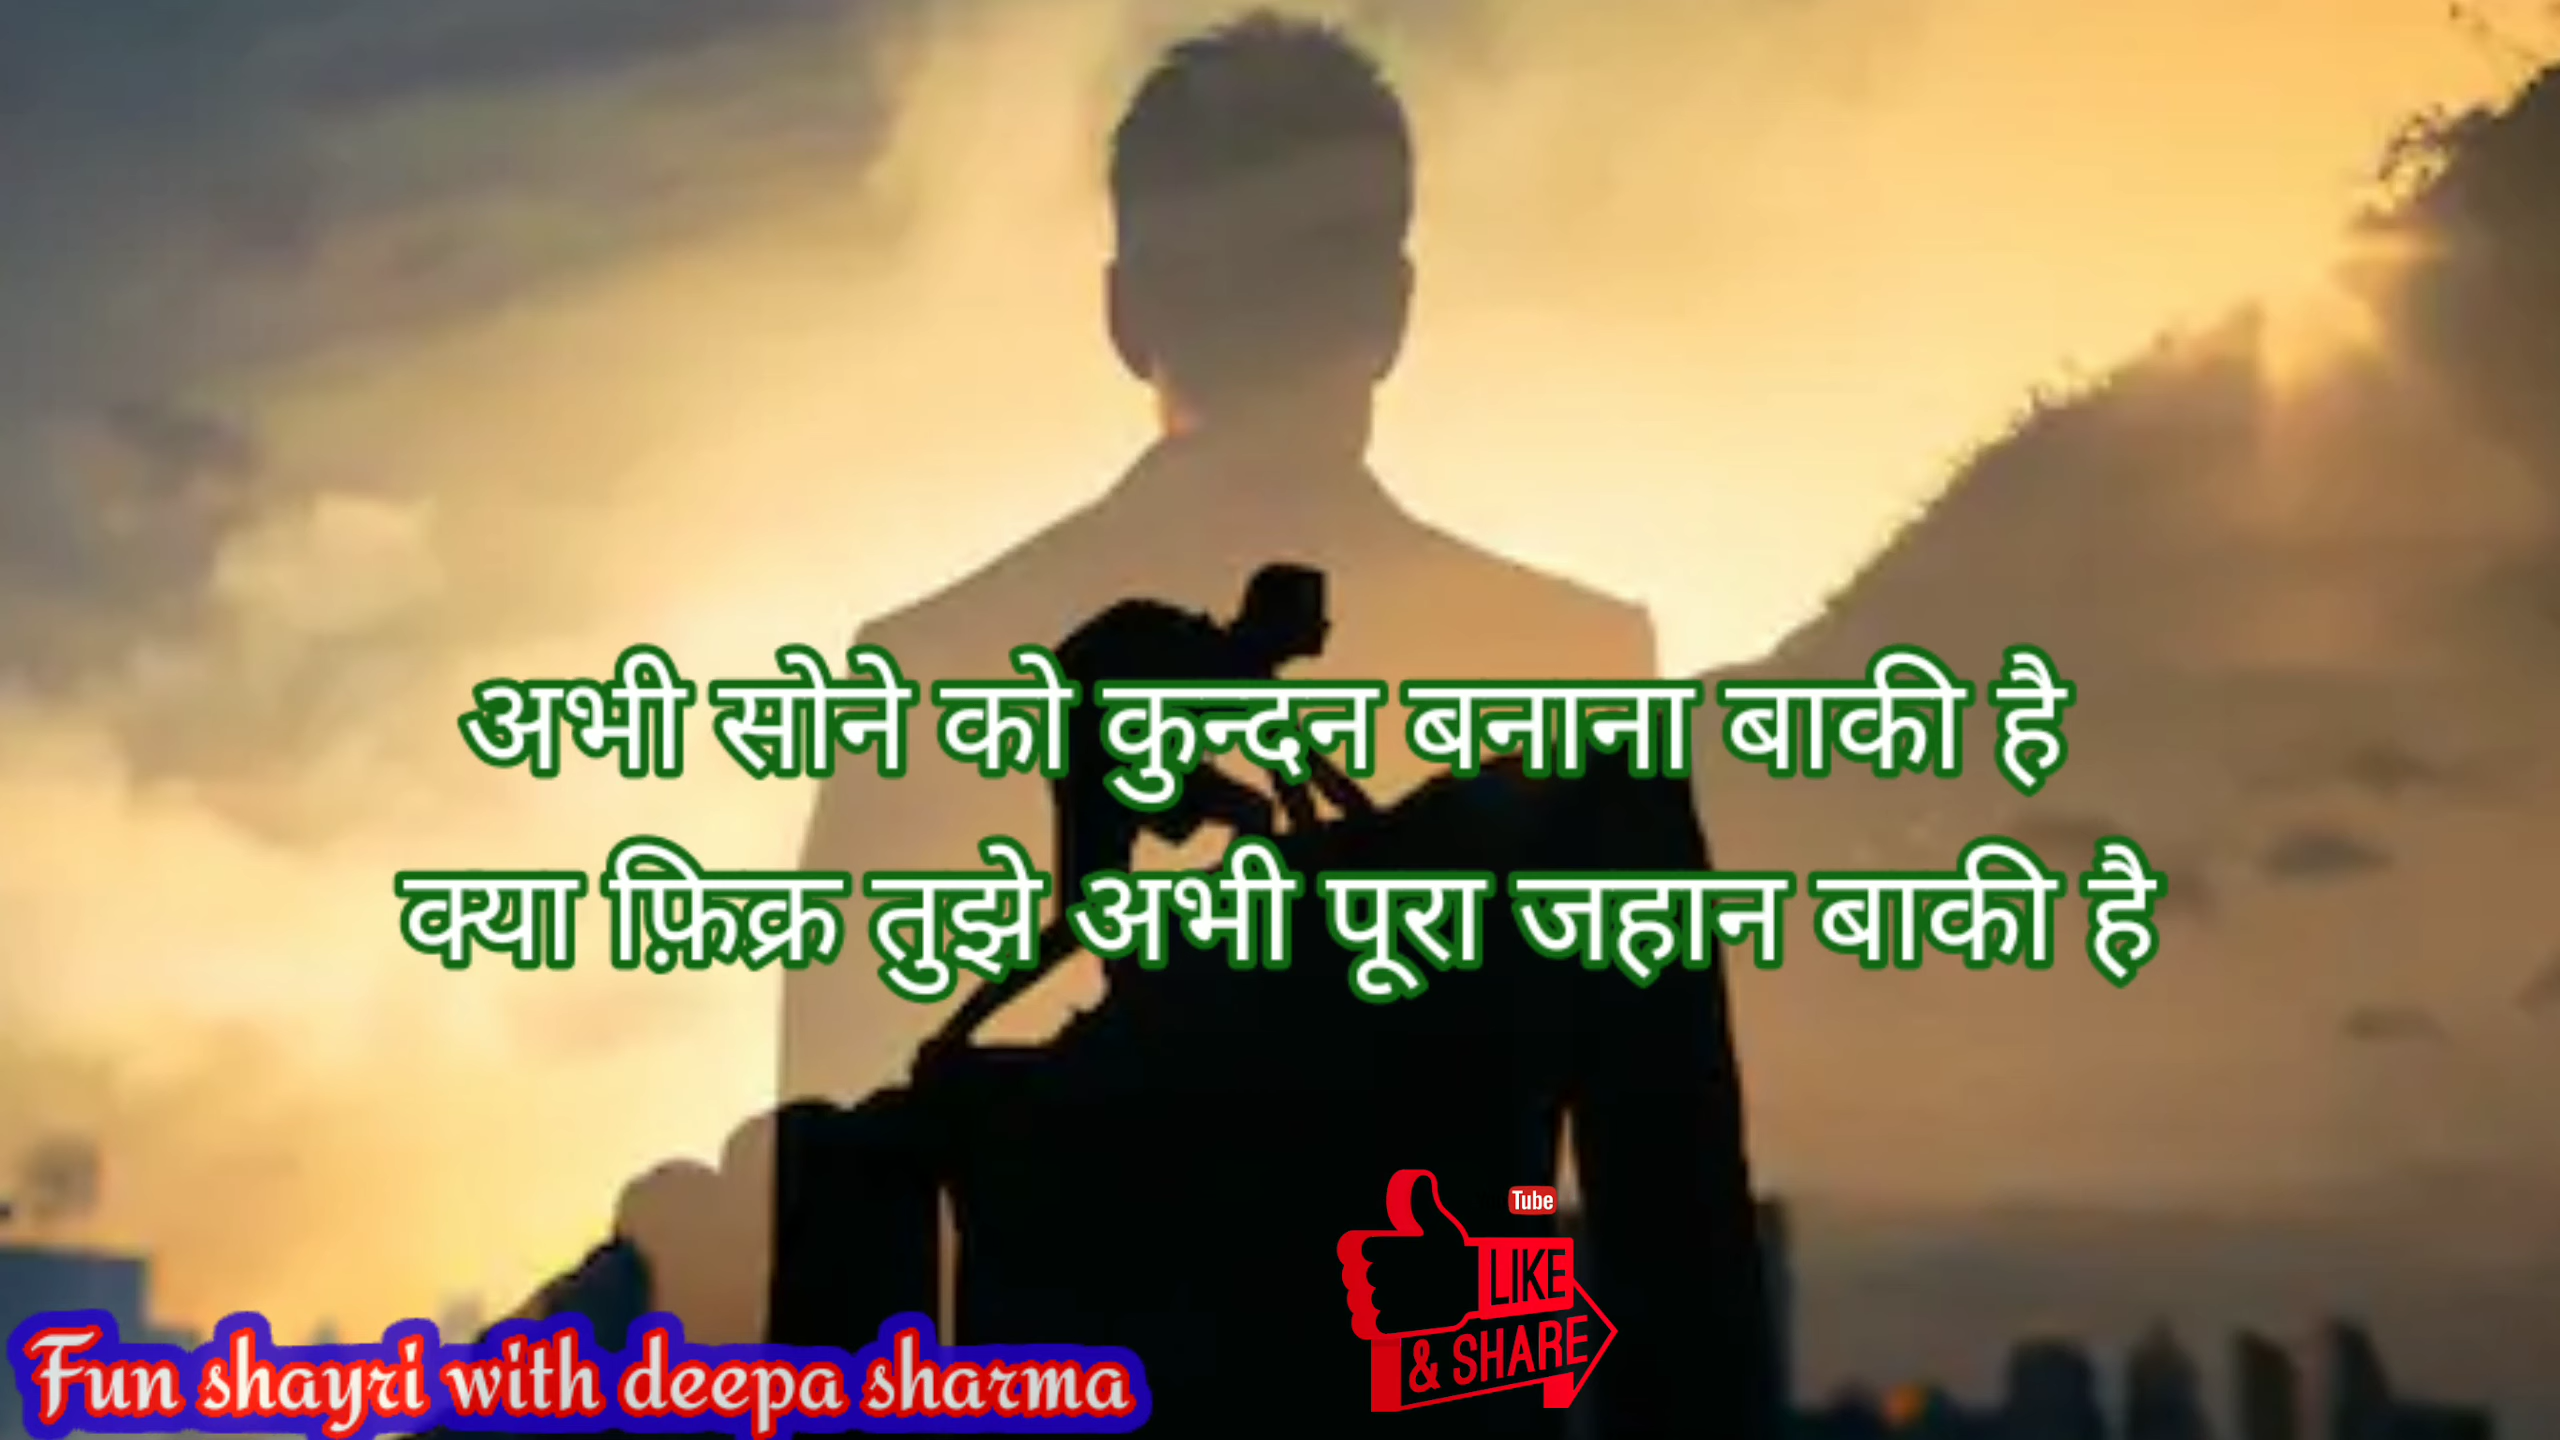 अभी सोने को कुन्दन बनाना बाकी है
क्या फ़िक्र तुझे अभी पूरा जहान बाकी है
Tube
LIKE
& SHARE
Fun shayri with deepa sharma